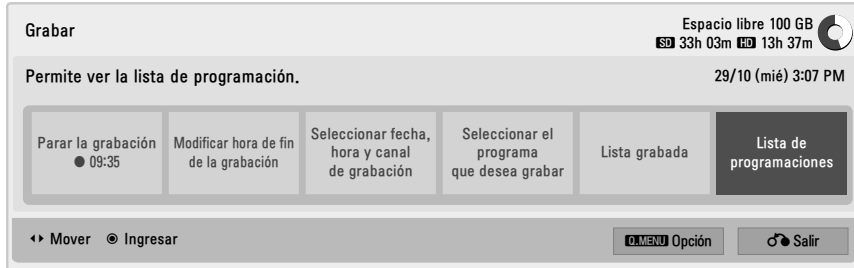 Grabar
Espacio libre 100 GB
SD 33h 03m HD 13h 37m
Permite ver la lista de programación.
29/10 (mié) 3:07 PM
Parar la grabación
● 09:35
Modificar hora de fin
de la grabación
Seleccionar fecha,
hora y canal
de grabación
Seleccionar el
programa
que desea grabar
Lista grabada
Lista de
programaciones
Mover
Ingresar
Q.MENU Opción
Salir